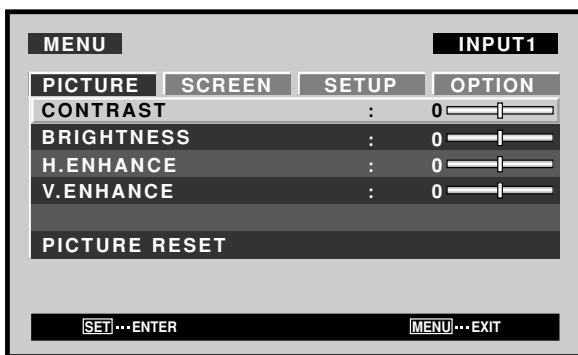 MENU INPUT1
PICTURE SCREEN SETUP OPTION
CONTRAST : 0
BRIGHTNESS : 0
H.ENHANCE : 0
V.ENHANCE : 0
PICTURE RESET
SET ··· ENTER MENU ··· EXIT